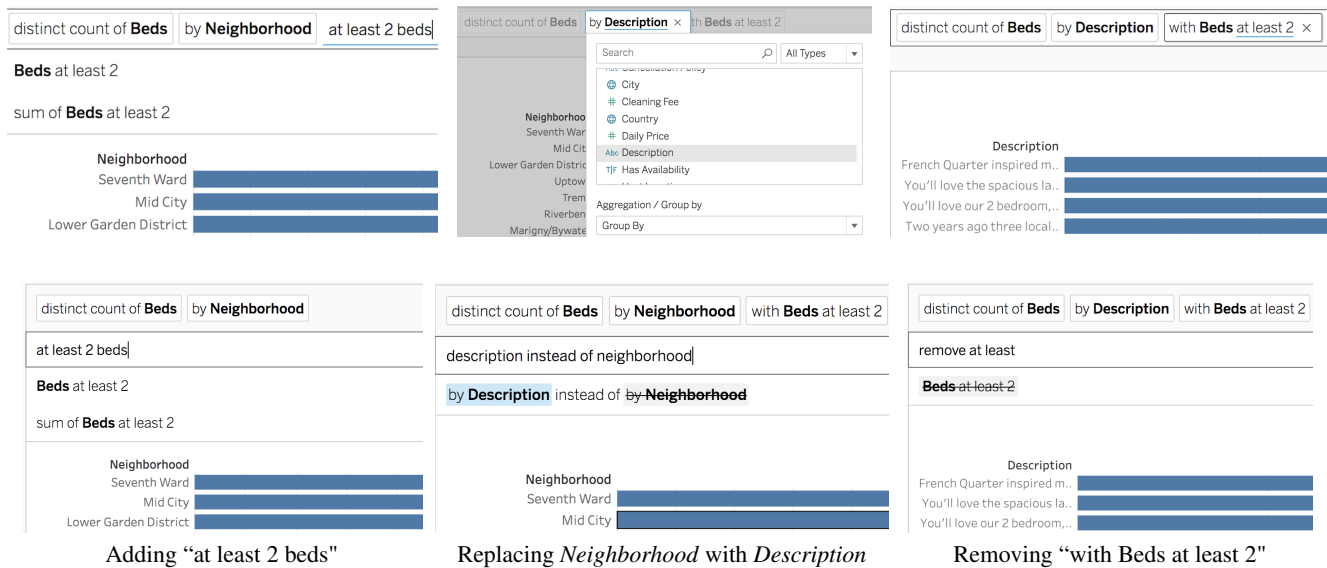 distinct count of Beds by Neighborhood at least 2 beds
Beds at least 2
sum of Beds at least 2
Neighborhood
Seventh Ward
Mid City
Lower Garden District
distinct count of Beds by Description × th Beds at least 2
Search All Types
City
Cleaning Fee
Country
Daily Price
Abc Description
T|F Has Availability
Aggregation / Group by
Group By
Neighborhoo
Seventh War
Mid Cit
Lower Garden Distric
Uptow
Trem
Riverben
Marigny/Bywate
distinct count of Beds by Description with Beds at least 2 ×
Description
French Quarter inspired m..
You'll love the spacious la..
You'll love our 2 bedroom,..
Two years ago three local..
distinct count of Beds by Neighborhood
at least 2 beds
Beds at least 2
sum of Beds at least 2
Neighborhood
Seventh Ward
Mid City
Lower Garden District
distinct count of Beds by Neighborhood with Beds at least 2
description instead of neighborhood
by Description instead of by Neighborhood
Neighborhood
Seventh Ward
Mid City
distinct count of Beds by Description with Beds at least 2
remove at least
Beds at least 2
Description
French Quarter inspired m..
You'll love the spacious la..
You'll love our 2 bedroom,..
Adding “at least 2 beds"
Replacing Neighborhood with Description
Removing “with Beds at least 2"